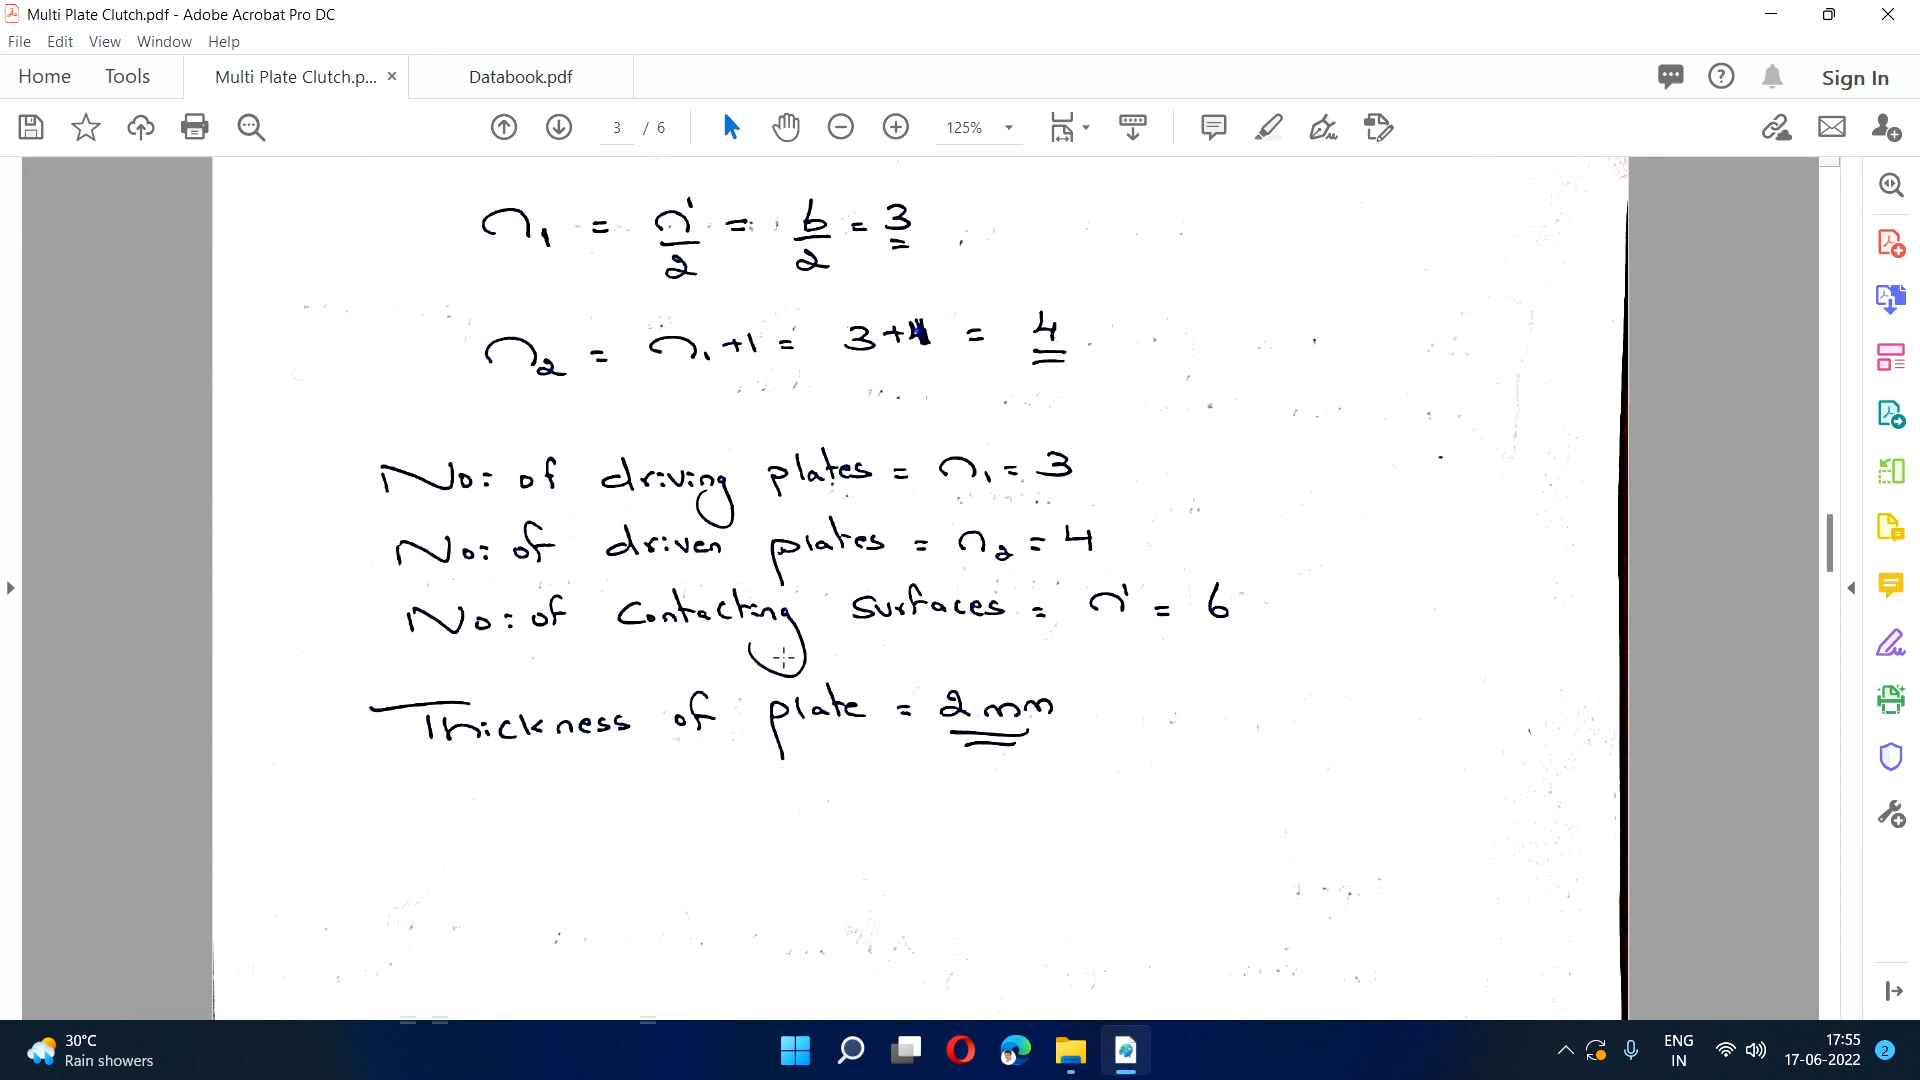 Multi Plate Clutch.pdf - Adobe Acrobat Pro DC
File Edit View Window Help
Home Tools Multi Plate Clutch.p... × Databook.pdf Sign In
3 / 6 125%
n₁ = n'/2 = 6/2 = 3
n₂ = n₁+1 = 3+1 = 4
No: of driving plates = n₁ = 3
No: of driven plates = n₂ = 4
No: of Contacting Surfaces = n' = 6
Thickness of plate = 2 mm
30°C
Rain showers
ENG
IN
17:55
17-06-2022
2